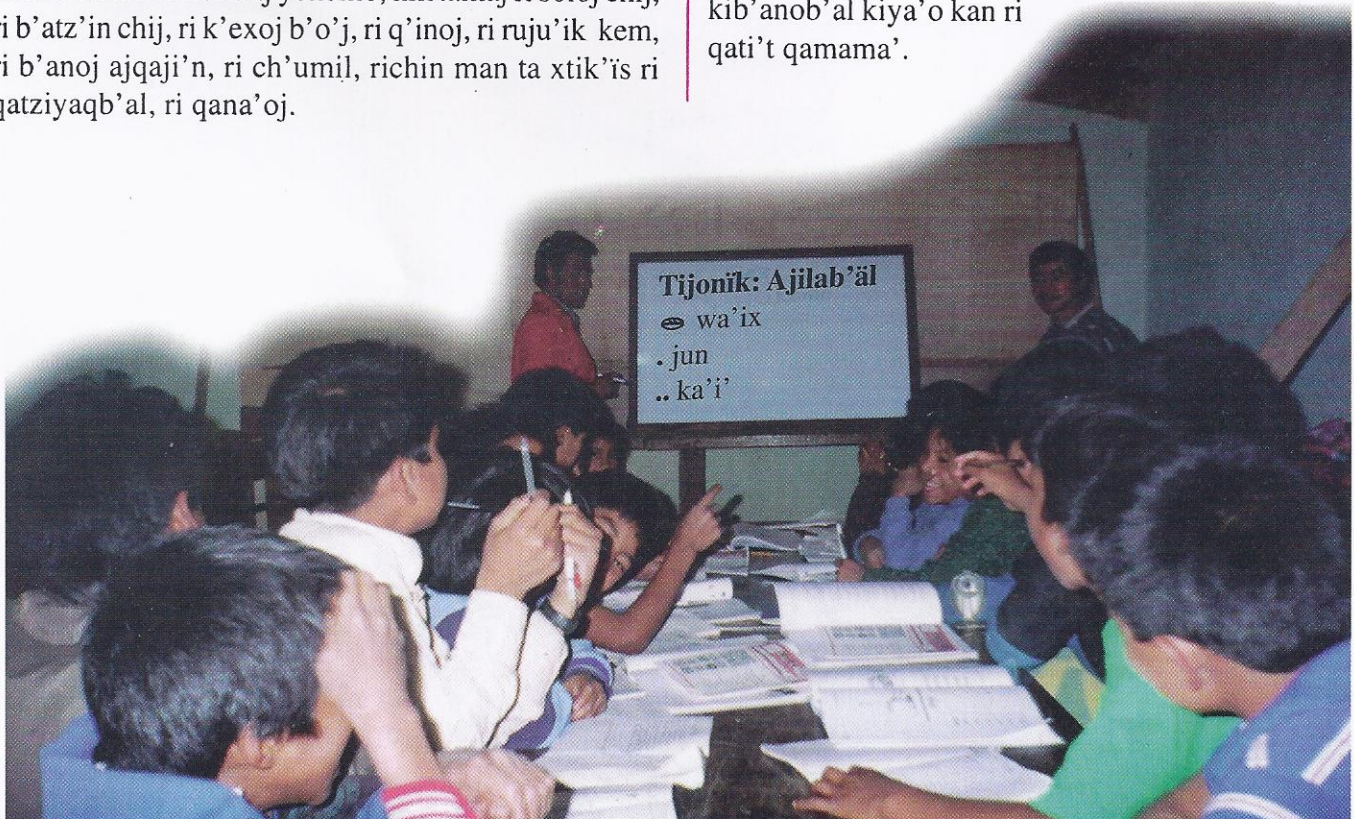 chij,
ri b'atz'in chij, ri k'exoj b'o'j, ri q'inoj, ri ruju'ik kem,
ri b'anoj ajqaji'n, ri ch'umil, richin man ta xtik'ïs ri
qatziyaqb'al, ri qana'oj.
kib'anob'al kiya'o kan ri
qati't qamama'.
Tijonïk: Ajilab'äl
wa'ix
. jun
.. ka'i'